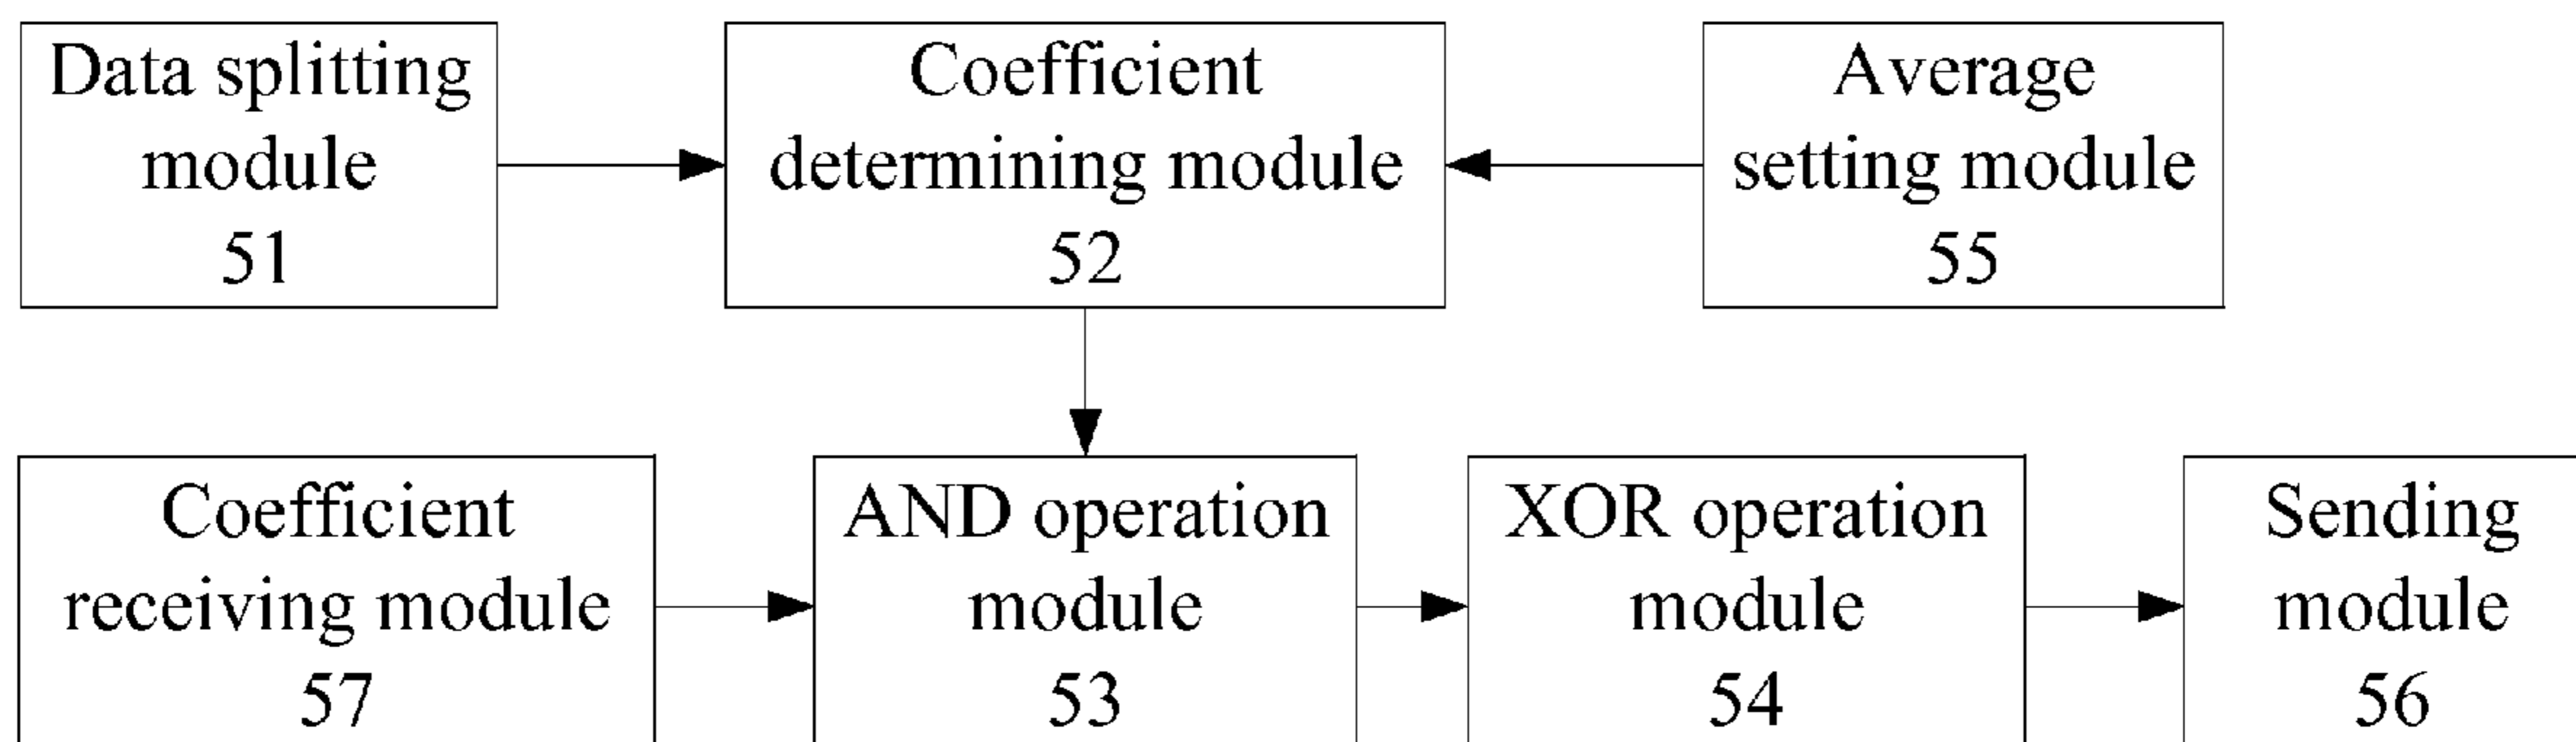 Data splitting
module
51
Coefficient
determining module
52
Average
setting module
55
Coefficient
receiving module
57
AND operation
module
53
XOR operation
module
54
Sending
module
56